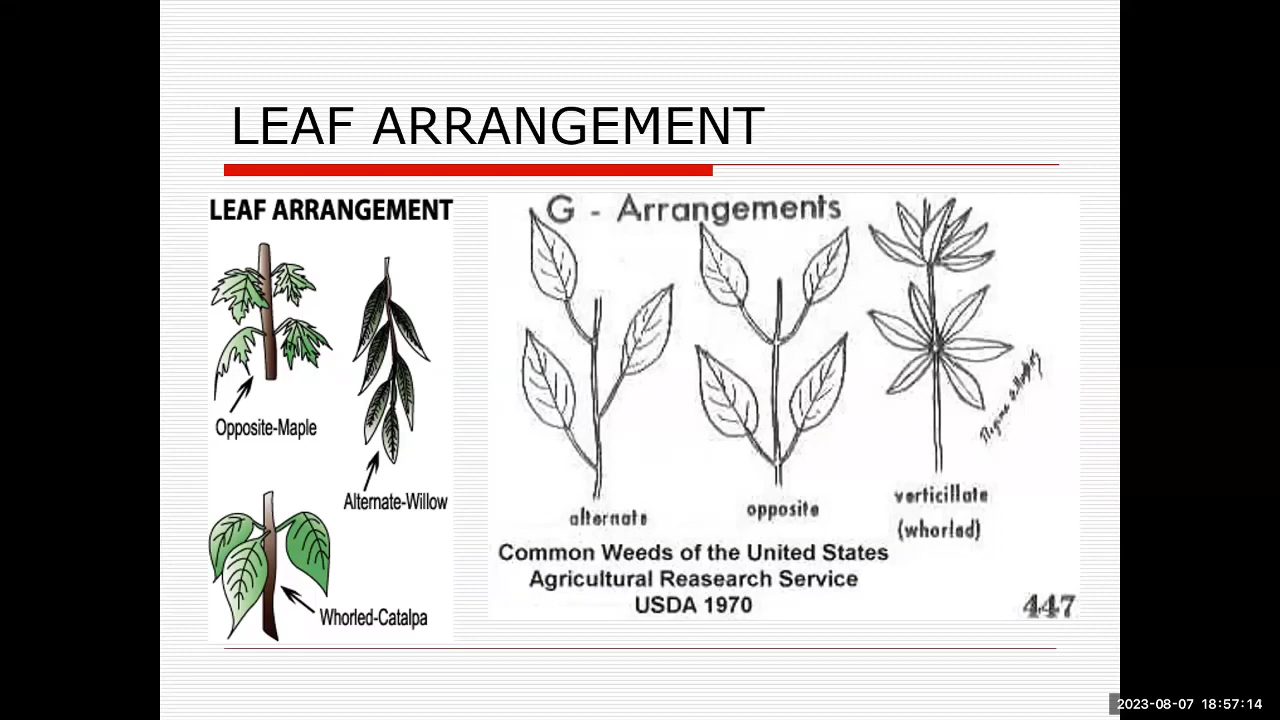 LEAF ARRANGEMENT
LEAF ARRANGEMENT
Opposite-Maple
Alternate-Willow
Whorled-Catalpa
G - Arrangements
alternate
opposite
verticillate
(whorled)
Common Weeds of the United States
Agricultural Reasearch Service
USDA 1970
447
2023-08-07 18:57:14